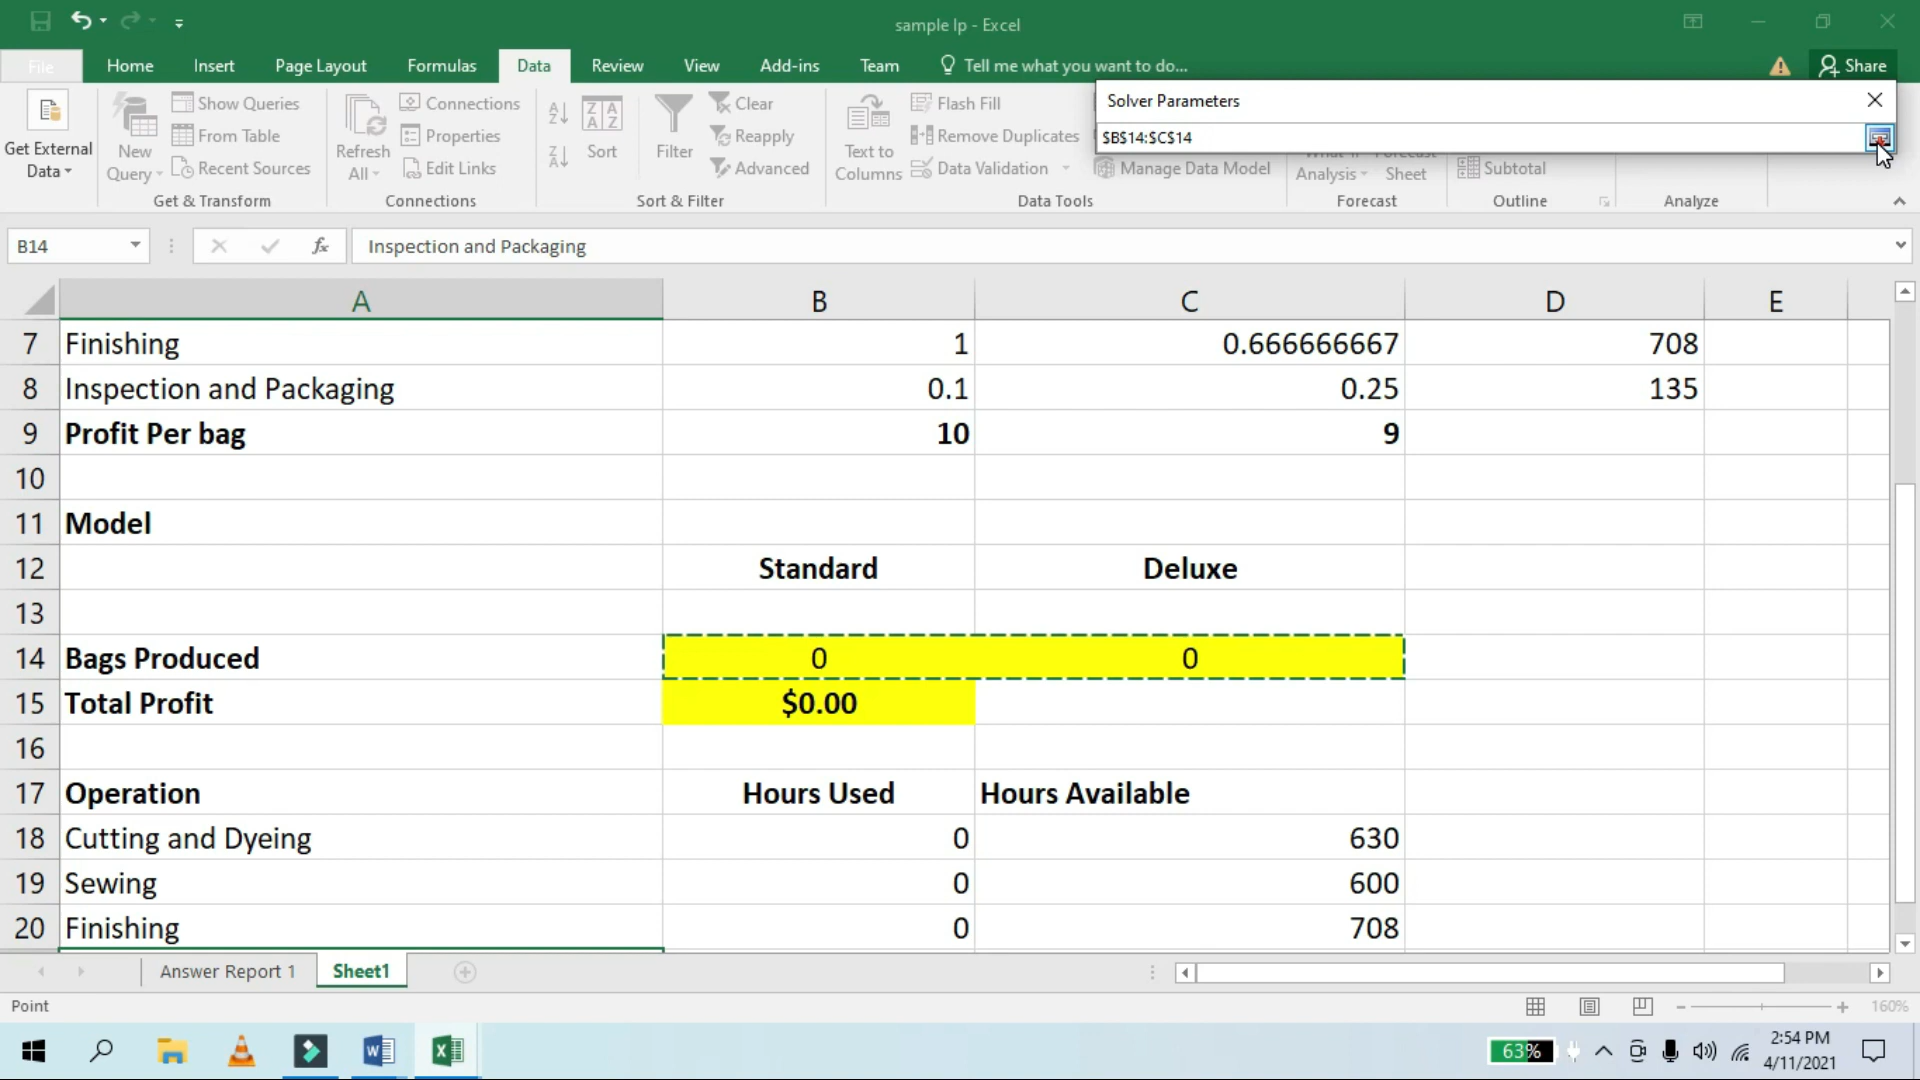 sample lp - Excel
File Home Insert Page Layout Formulas Data Review View Add-ins Team Tell me what you want to do... Share
Solver Parameters
$B$14:$C$14
Get External Data
New Query
Show Queries
From Table
Recent Sources
Get & Transform
Refresh All
Connections
Properties
Edit Links
Connections
Sort
Filter
Clear
Reapply
Advanced
Sort & Filter
Text to Columns
Flash Fill
Remove Duplicates
Data Validation
Manage Data Model
Data Tools
What-If Analysis
Forecast Sheet
Forecast
Subtotal
Outline
Analyze
B14 fx Inspection and Packaging
A B C D E
7 Finishing 1 0.666666667 708
8 Inspection and Packaging 0.1 0.25 135
9 Profit Per bag 10 9
10
11 Model
12 Standard Deluxe
13
14 Bags Produced 0 0
15 Total Profit $0.00
16
17 Operation Hours Used Hours Available
18 Cutting and Dyeing 0 630
19 Sewing 0 600
20 Finishing 0 708
Answer Report 1 Sheet1
Point 160%
63% 2:54 PM
4/11/2021